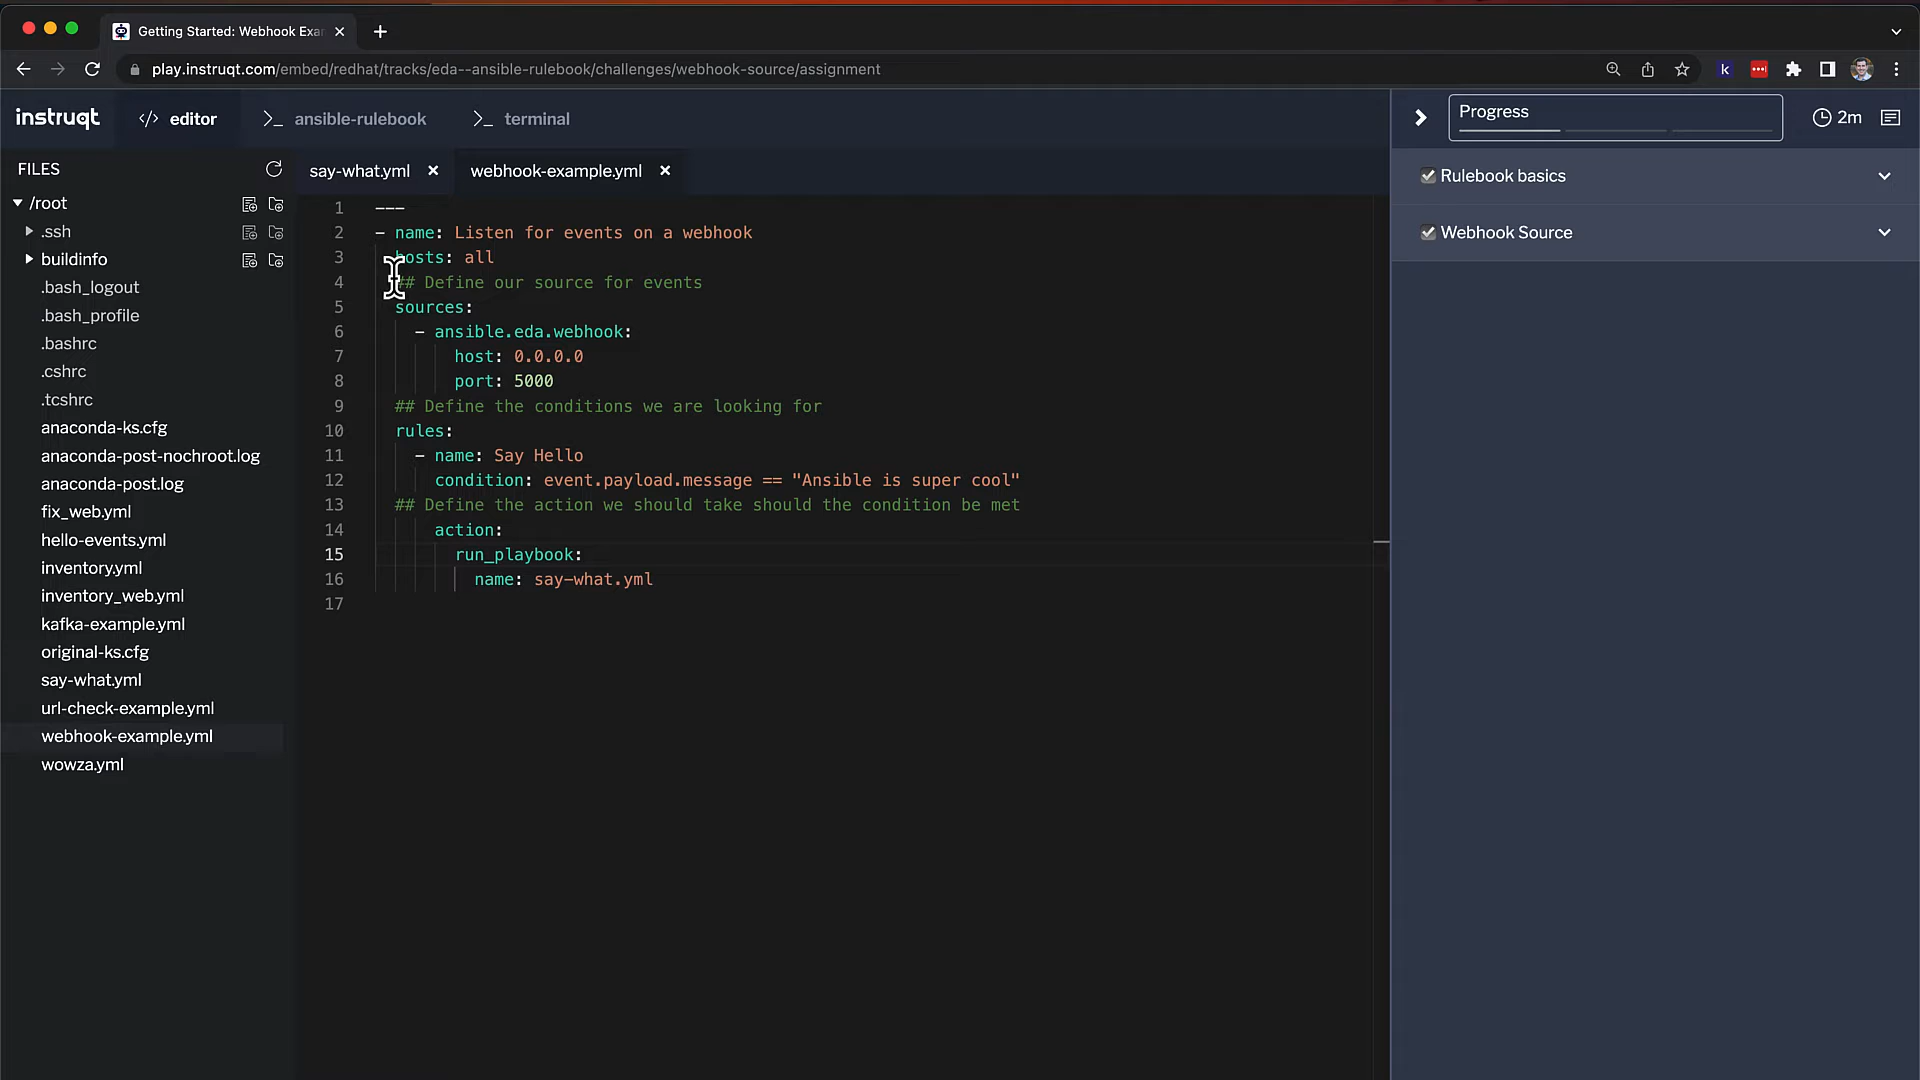 Getting Started: Webhook Exa
play.instruqt.com/embed/redhat/tracks/eda--ansible-rulebook/challenges/webhook-source/assignment
k
instruqt
</> editor
>_ ansible-rulebook
>_ terminal
Progress
2m
FILES
say-what.yml
webhook-example.yml
Rulebook basics
Webhook Source
/root
.ssh
buildinfo
.bash_logout
.bash_profile
.bashrc
.cshrc
.tcshrc
anaconda-ks.cfg
anaconda-post-nochroot.log
anaconda-post.log
fix_web.yml
hello-events.yml
inventory.yml
inventory_web.yml
kafka-example.yml
original-ks.cfg
say-what.yml
url-check-example.yml
webhook-example.yml
wowza.yml
1 ---
2 - name: Listen for events on a webhook
3 hosts: all
4 ## Define our source for events
5 sources:
6 - ansible.eda.webhook:
7 host: 0.0.0.0
8 port: 5000
9 ## Define the conditions we are looking for
10 rules:
11 - name: Say Hello
12 condition: event.payload.message == "Ansible is super cool"
13 ## Define the action we should take should the condition be met
14 action:
15 run_playbook:
16 name: say-what.yml
17